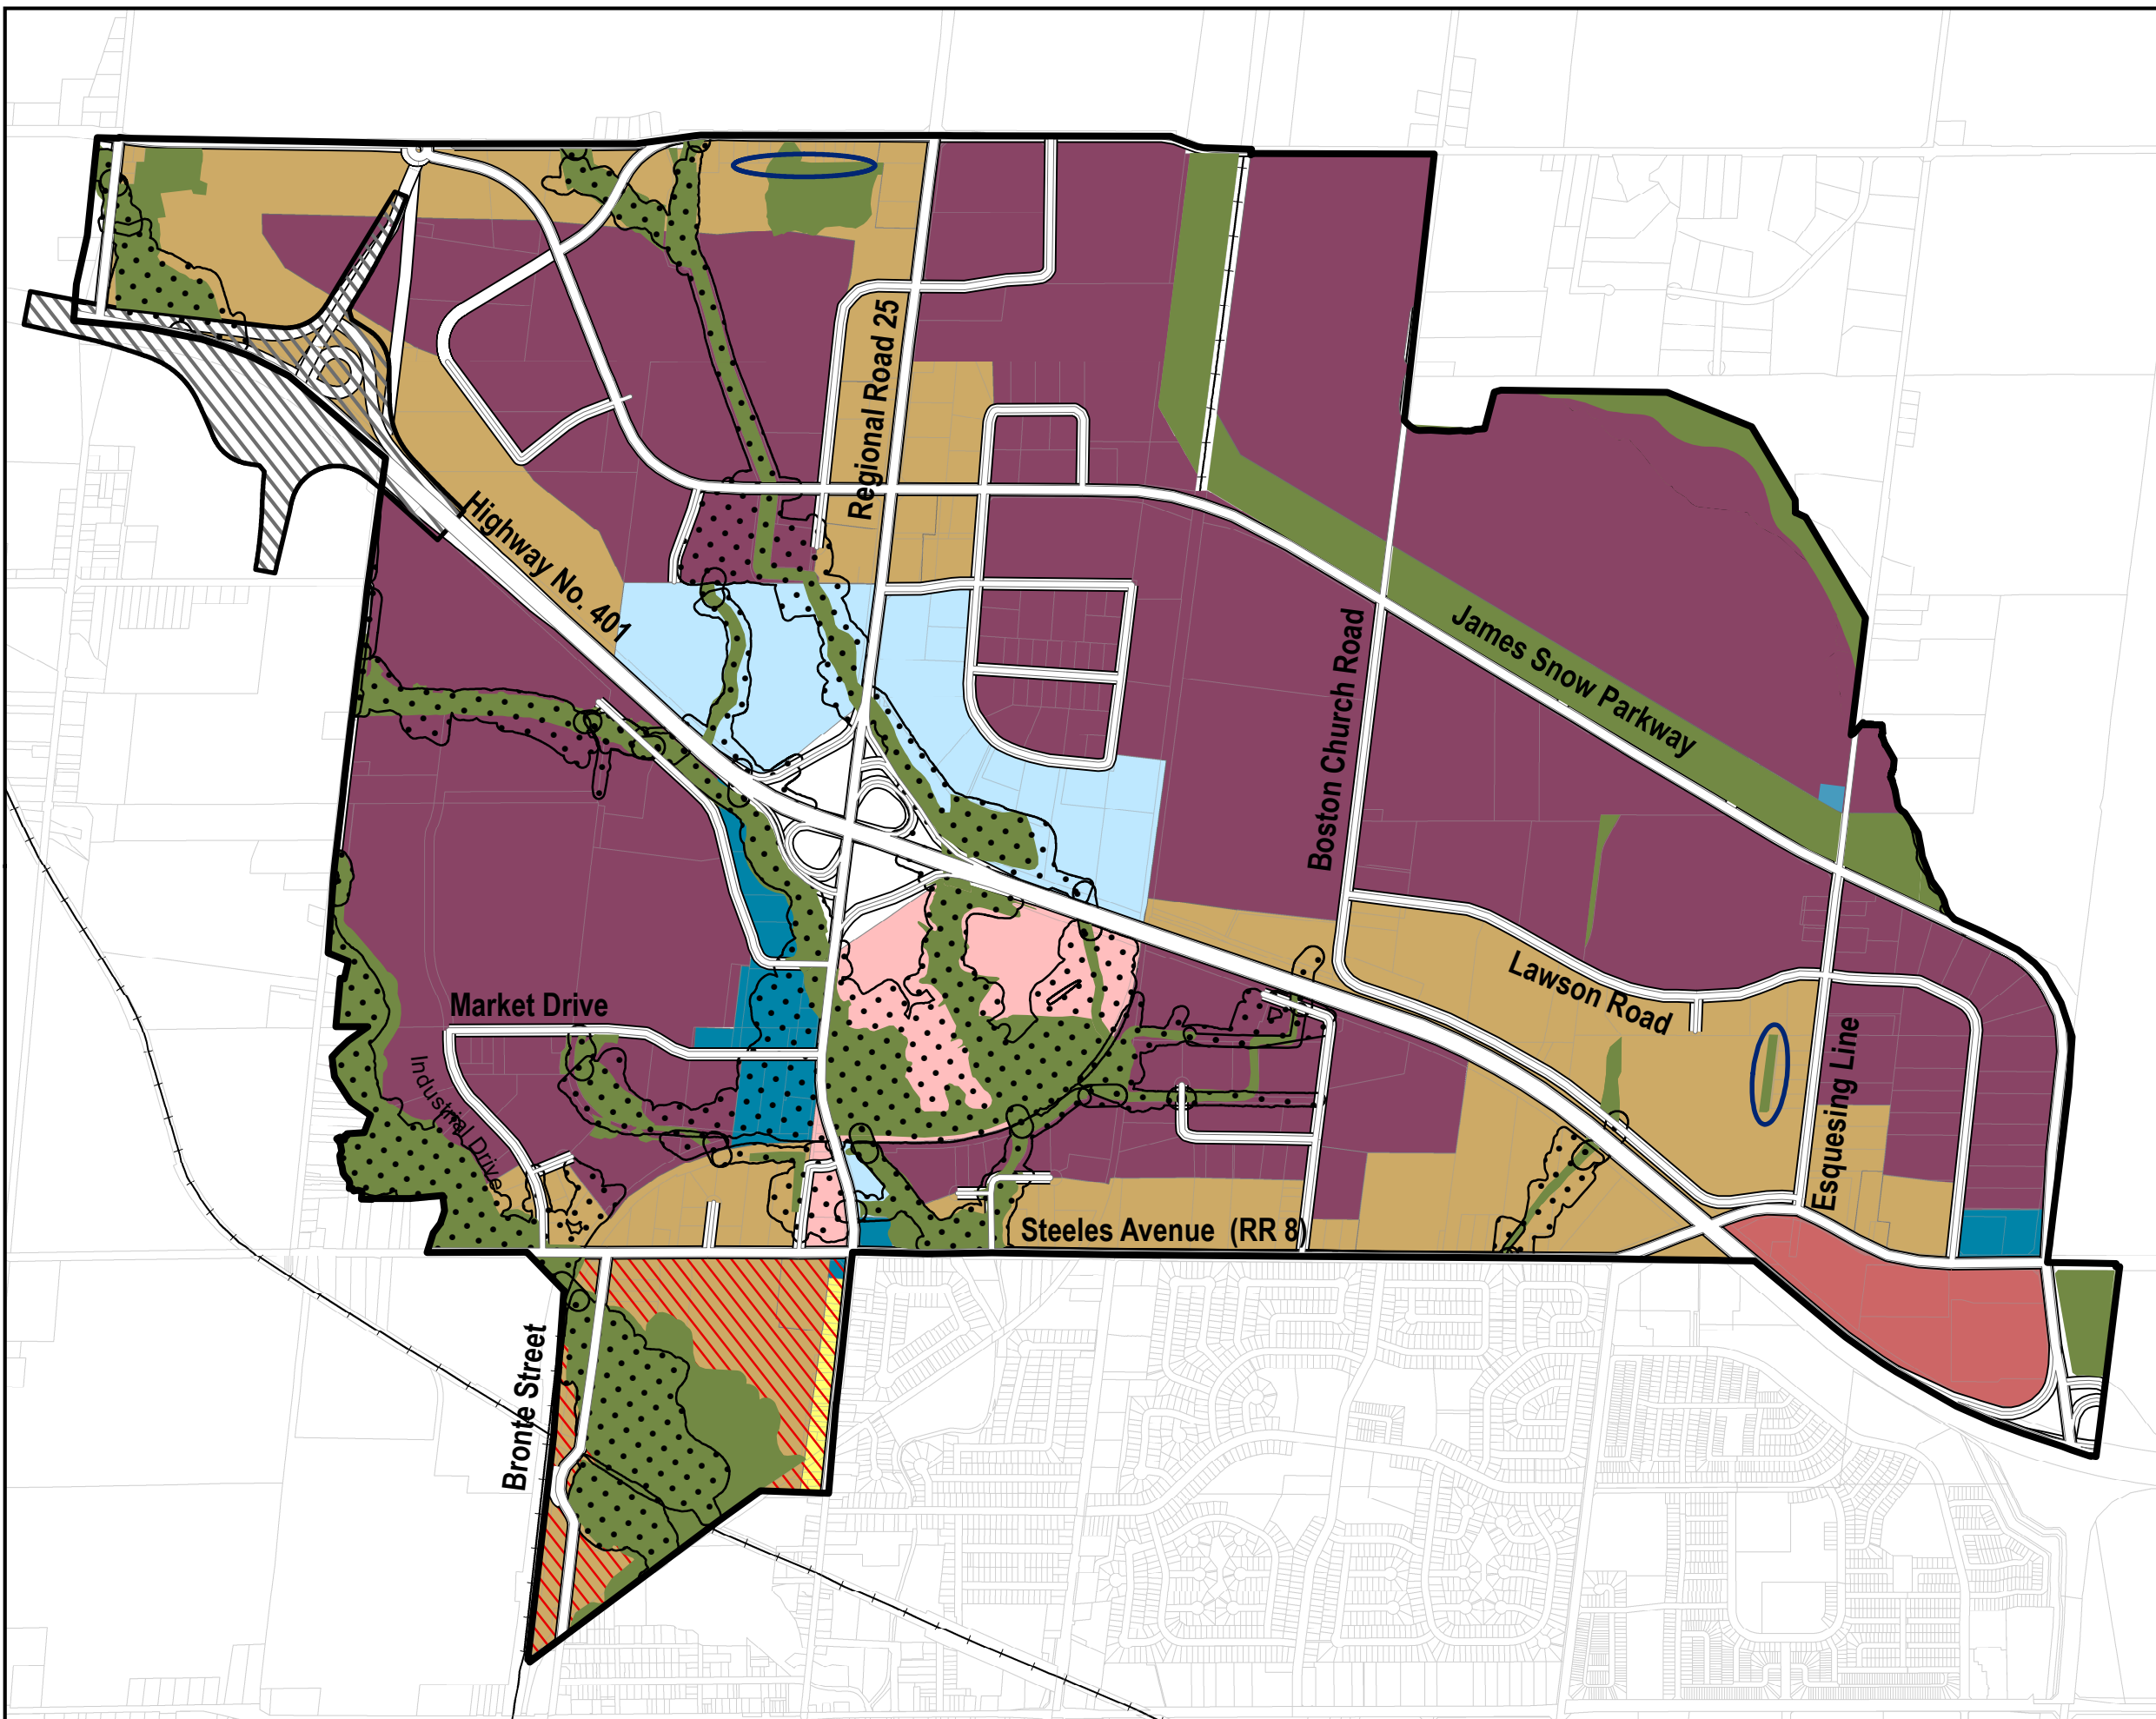 Regional Road 25
Highway No. 401
James Snow Parkway
Boston Church Road
Lawson Road
Market Drive
Industrial Drive
Esquesing Line
Steeles Avenue (RR 8)
Bronte Street